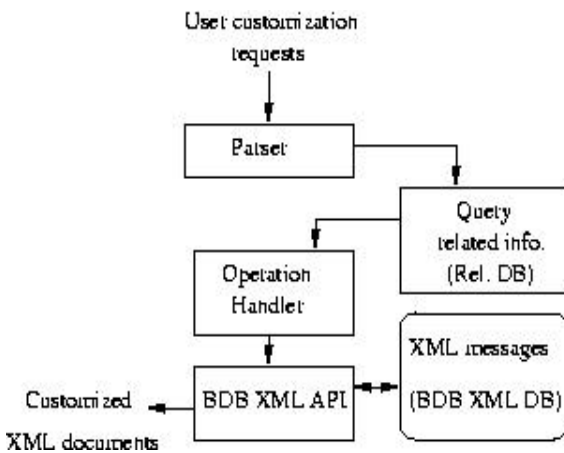 User customization
requests
Parser
Query
related info.
(Rel. DB)
Operation
Handler
XML messages
(BDB XML DB)
BDB XML API
Customized
XML documents